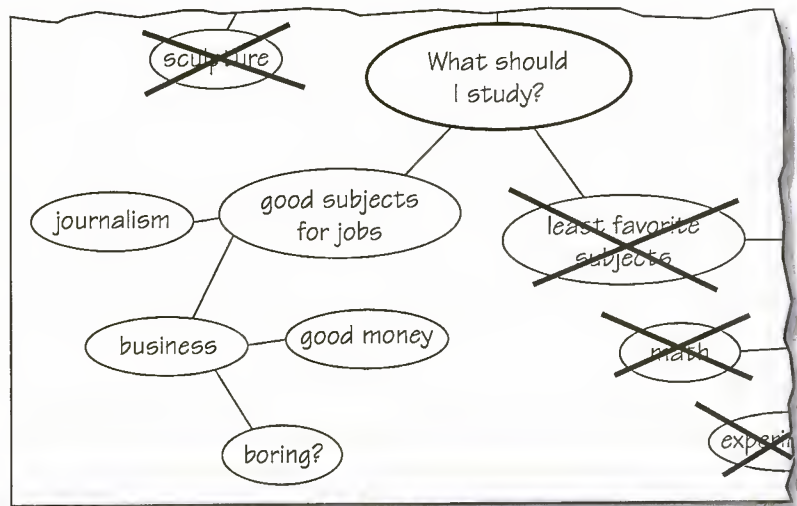 sculpture
What should
I study?
good subjects
for jobs
journalism
least favorite
subjects
business
good money
math
boring?